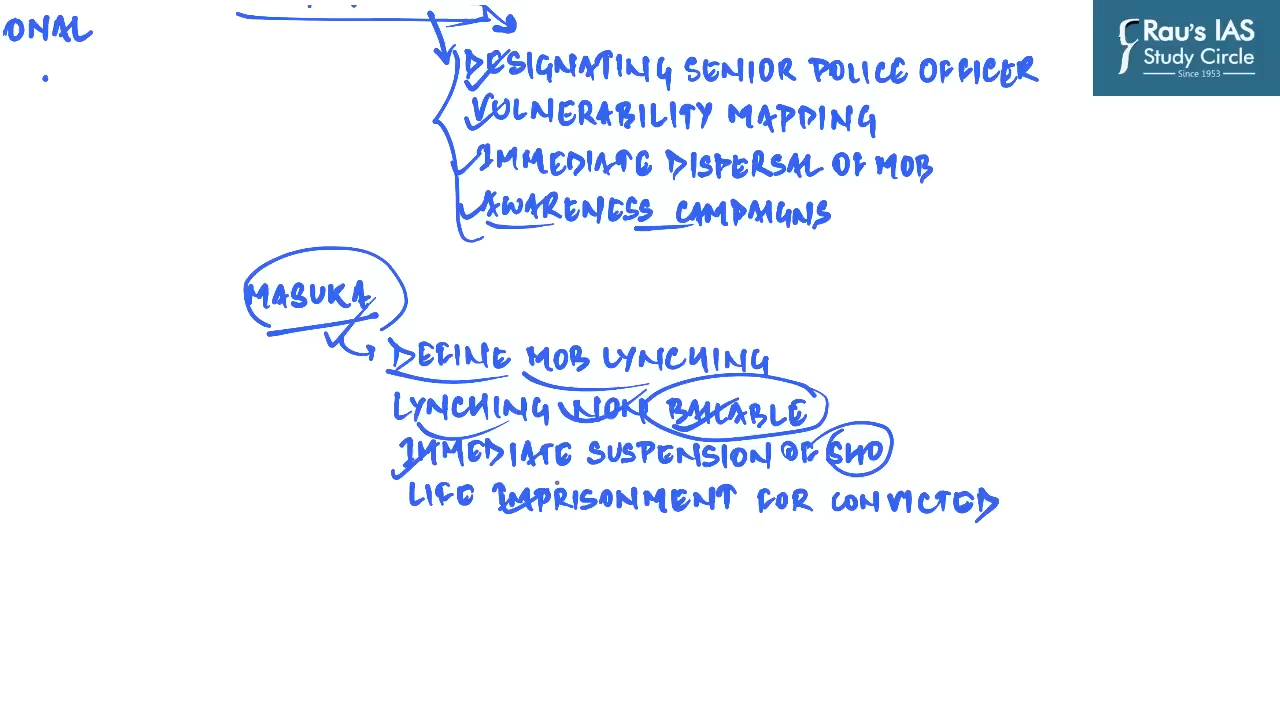 ONAL
Rau's IAS
Study Circle
Since 1953
DESIGNATING SENIOR POLICE OFFICER
VULNERABILITY MAPPING
IMMEDIATE DISPERSAL OF MOB
AWARENESS CAMPAIGNS
MASUKA
DEFINE MOB LYNCHING
LYNCHING NON BAILABLE
IMMEDIATE SUSPENSION OF SHO
LIFE IMPRISONMENT FOR CONVICTED